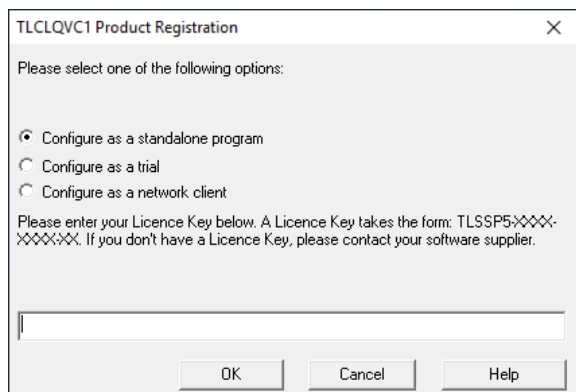 TLCLQVC1 Product Registration
Please select one of the following options:
Configure as a standalone program
Configure as a trial
Configure as a network client
Please enter your Licence Key below. A Licence Key takes the form: TLSSP5-XXXX-
XXXX-XX. If you don't have a Licence Key, please contact your software supplier.
OK Cancel Help